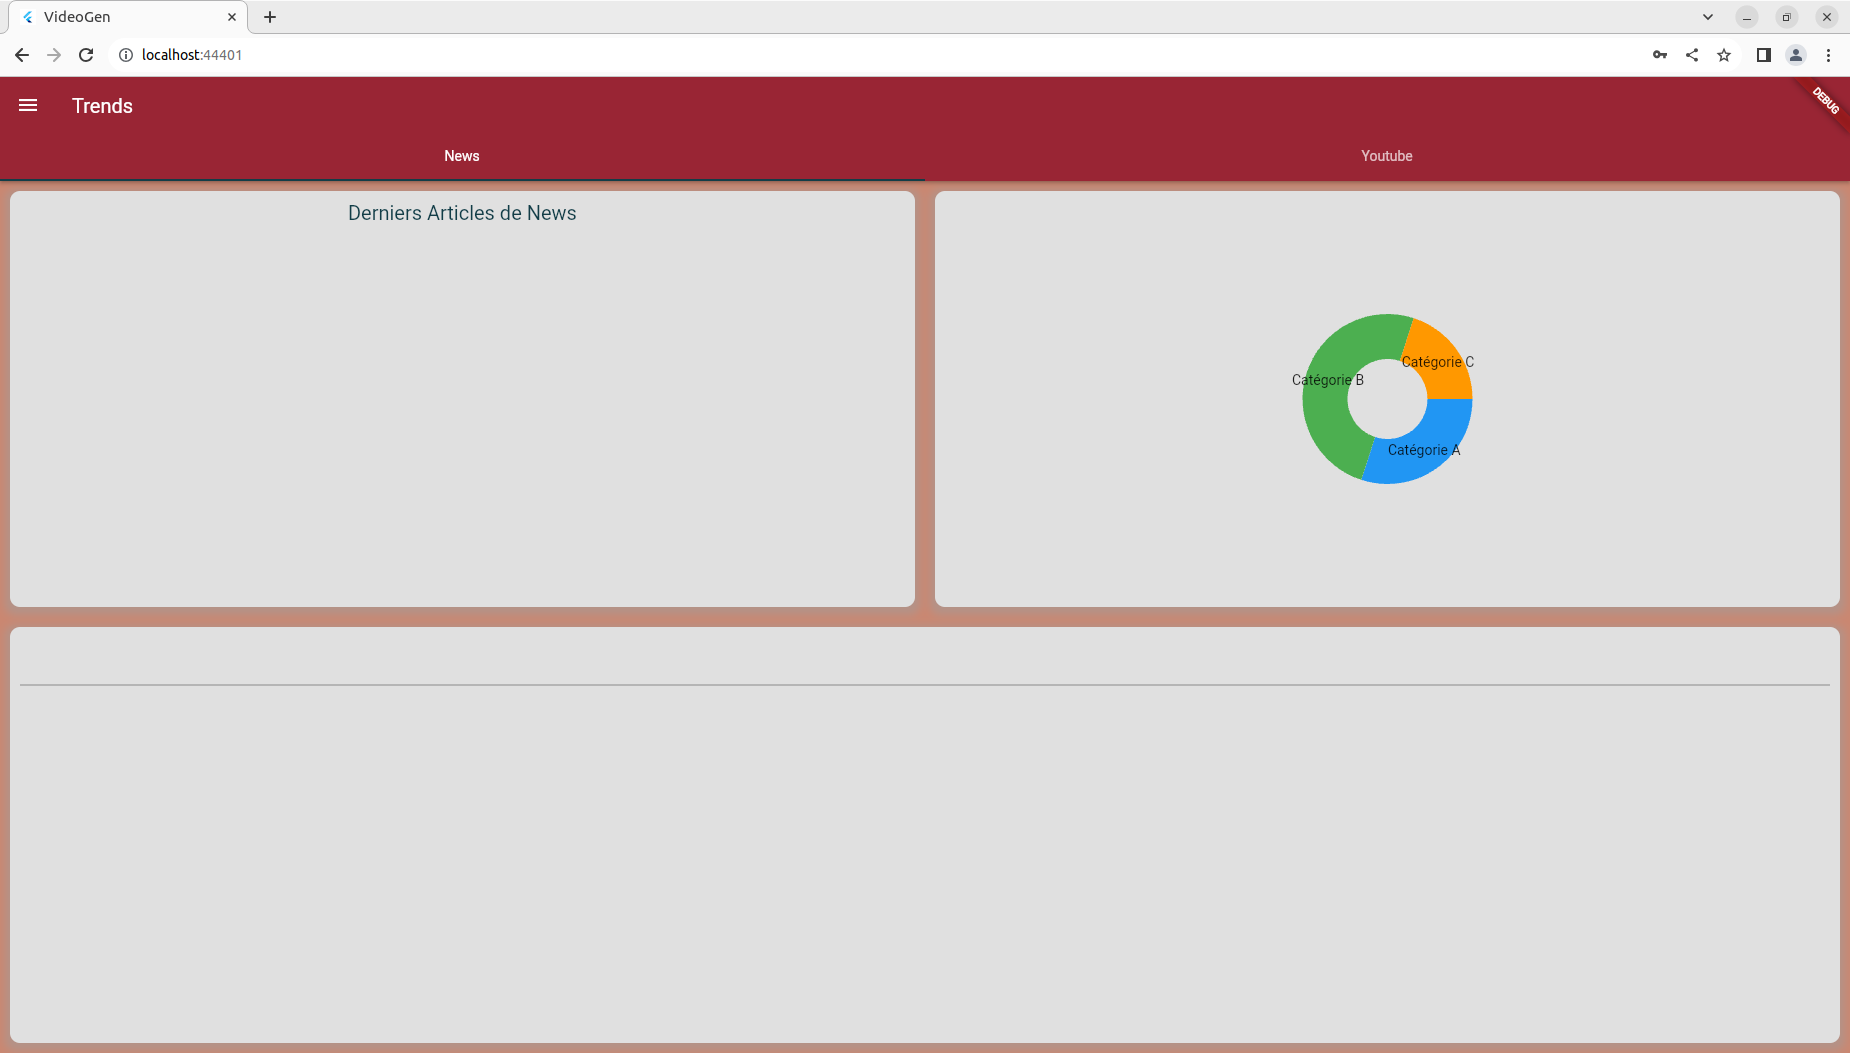 VideoGen
localhost:44401
Trends
DEBUG
News
Youtube
Derniers Articles de News
Catégorie C
Catégorie B
Catégorie A